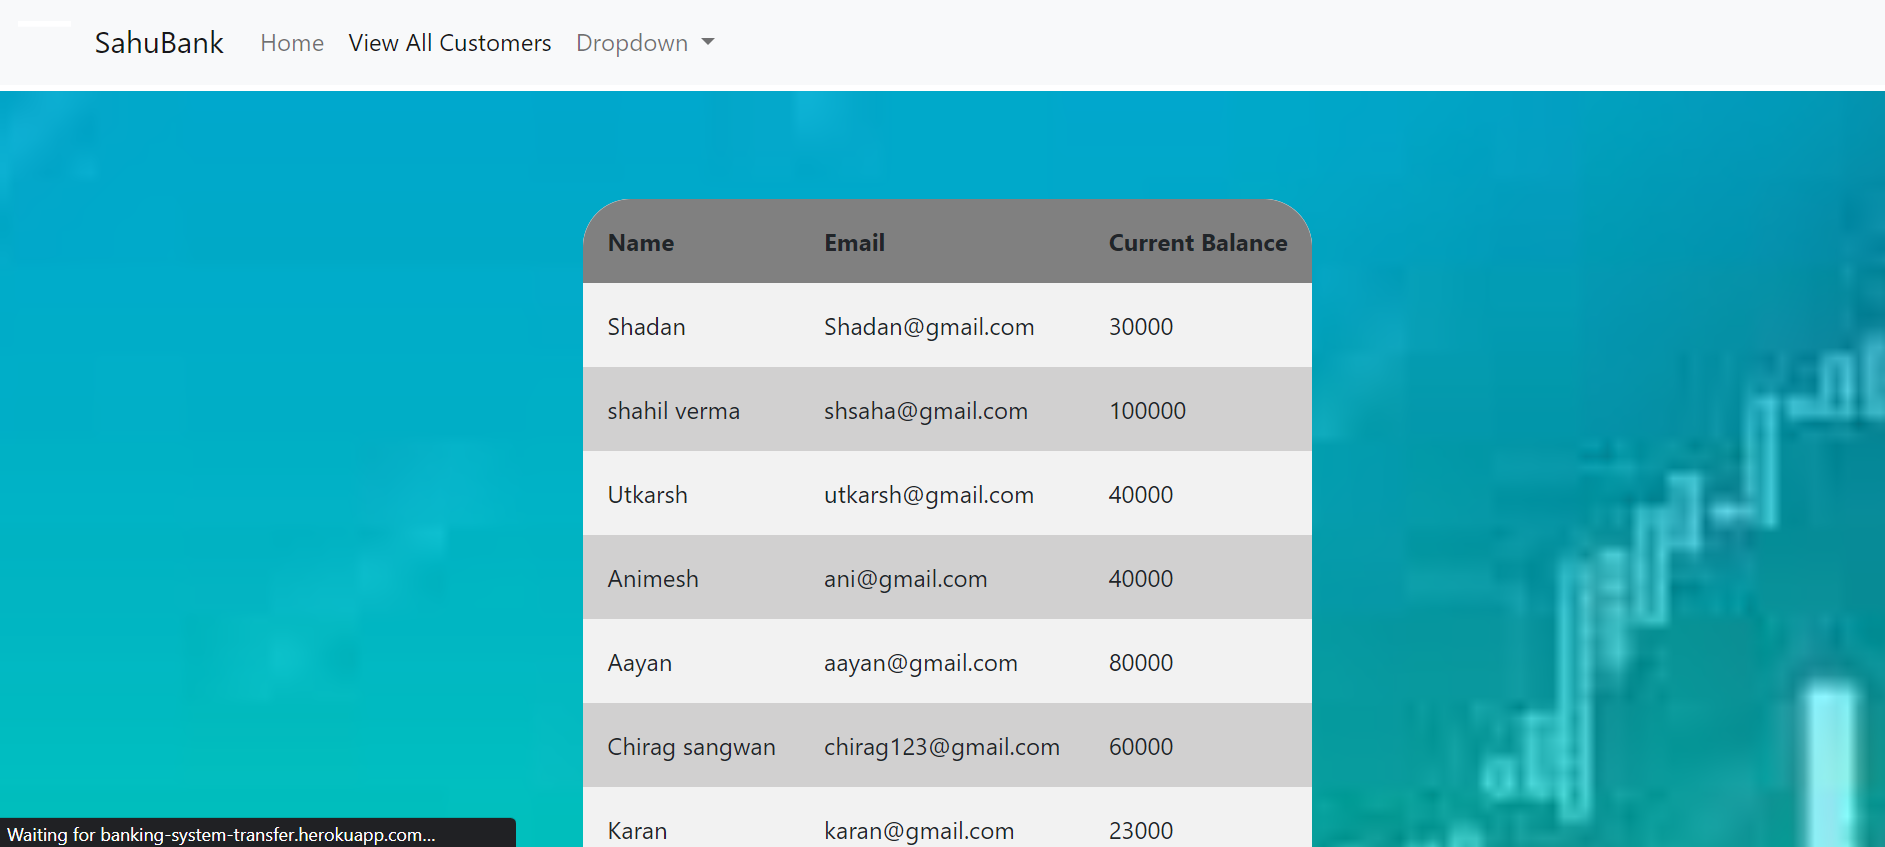 SahuBank Home View All Customers Dropdown
Name Email Current Balance
Shadan Shadan@gmail.com 30000
shahil verma shsaha@gmail.com 100000
Utkarsh utkarsh@gmail.com 40000
Animesh ani@gmail.com 40000
Aayan aayan@gmail.com 80000
Chirag sangwan chirag123@gmail.com 60000
Karan karan@gmail.com 23000
Waiting for banking-system-transfer.herokuapp.com...